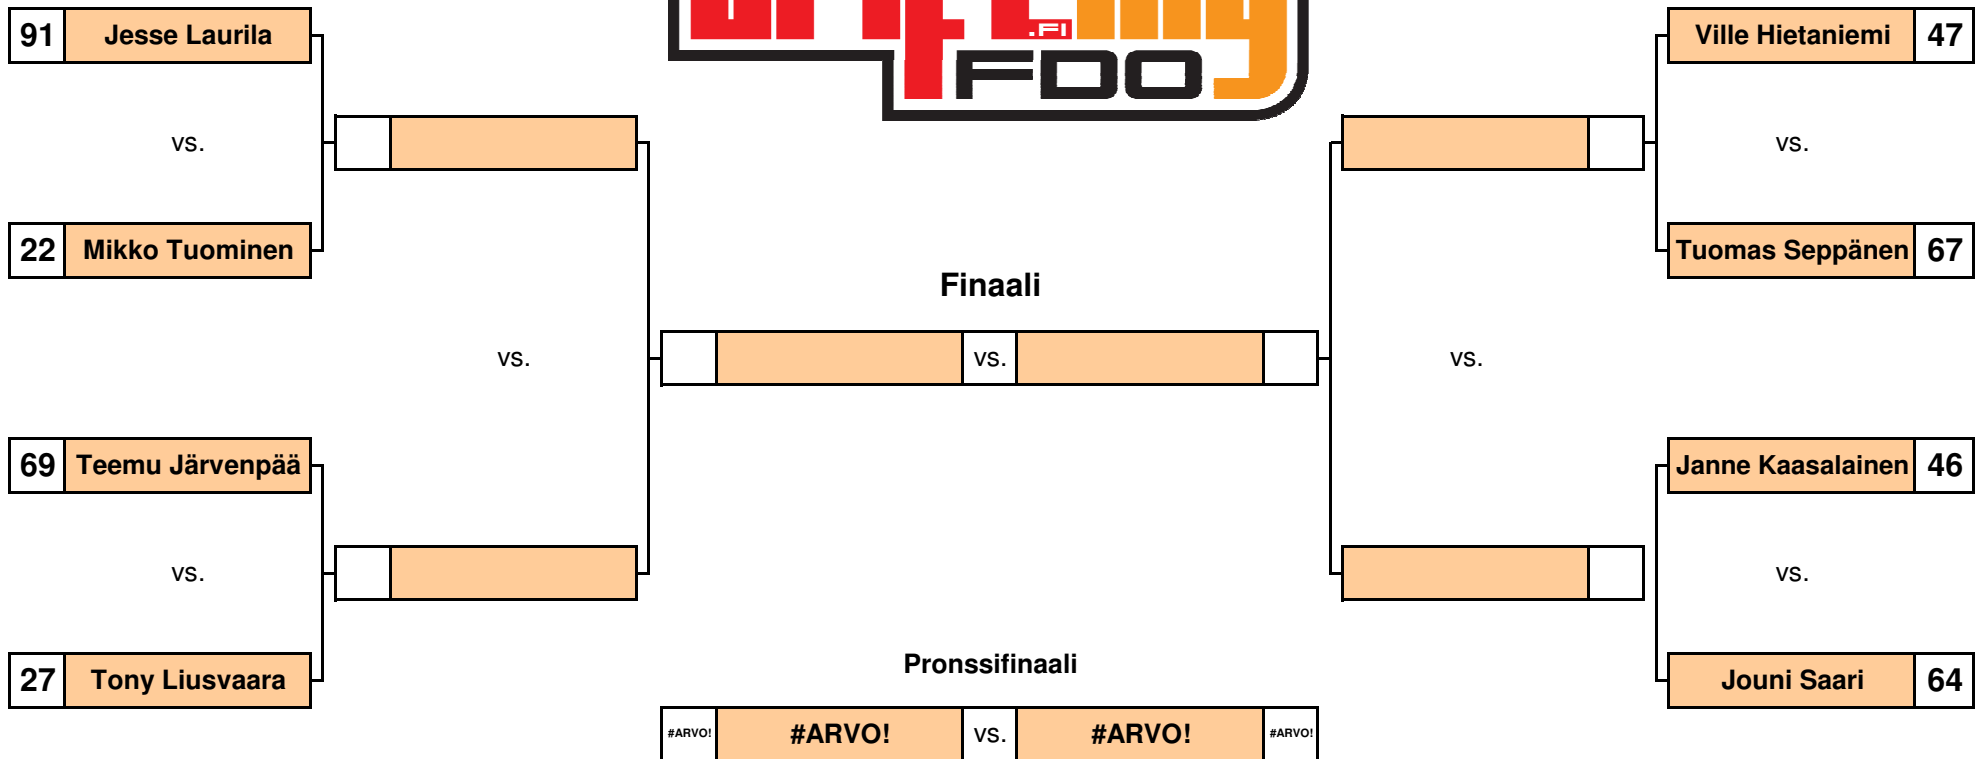 91 Jesse Laurila
vs.
22 Mikko Tuominen
69 Teemu Järvenpää
vs.
27 Tony Liusvaara
vs.
.FI
FDO
Finaali
vs.
Pronssifinaali
#ARVO! #ARVO! vs. #ARVO! #ARVO!
vs.
Ville Hietaniemi 47
vs.
Tuomas Seppänen 67
Janne Kaasalainen 46
vs.
Jouni Saari 64